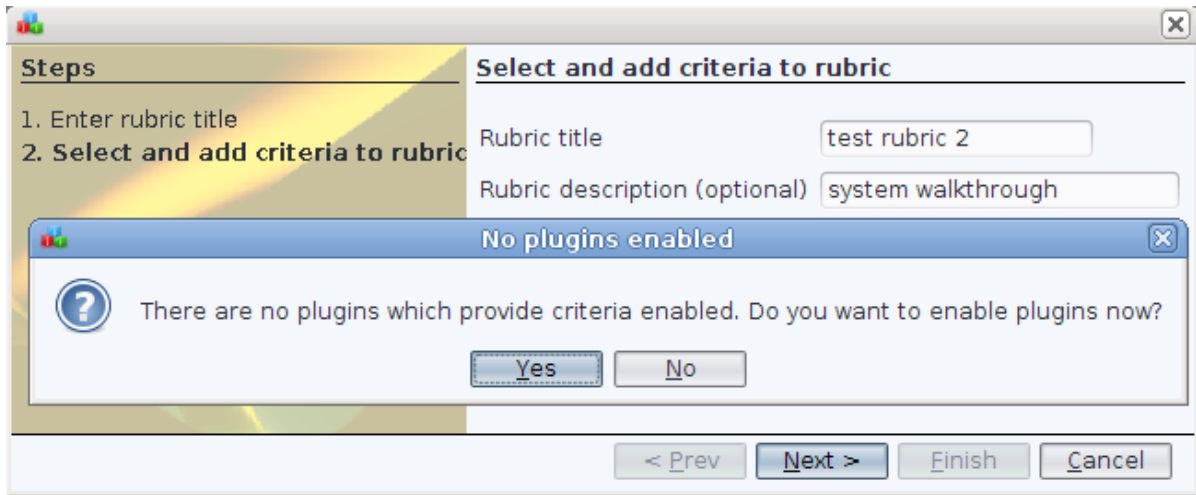 Steps
1. Enter rubric title
2. Select and add criteria to rubric
Select and add criteria to rubric
Rubric title test rubric 2
Rubric description (optional) system walkthrough
No plugins enabled
There are no plugins which provide criteria enabled. Do you want to enable plugins now?
Yes No
< Prev Next > Finish Cancel